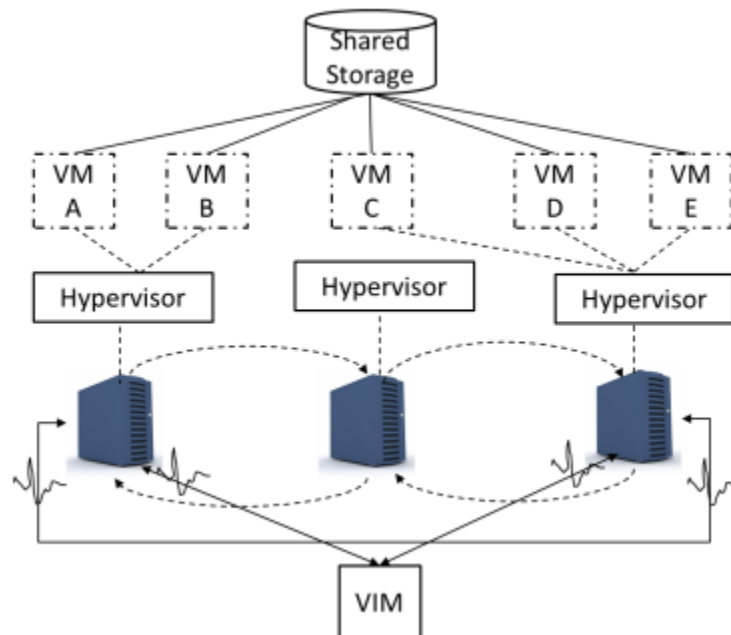 Shared
Storage
VM
A
VM
B
VM
C
VM
D
VM
E
Hypervisor
Hypervisor
Hypervisor
VIM